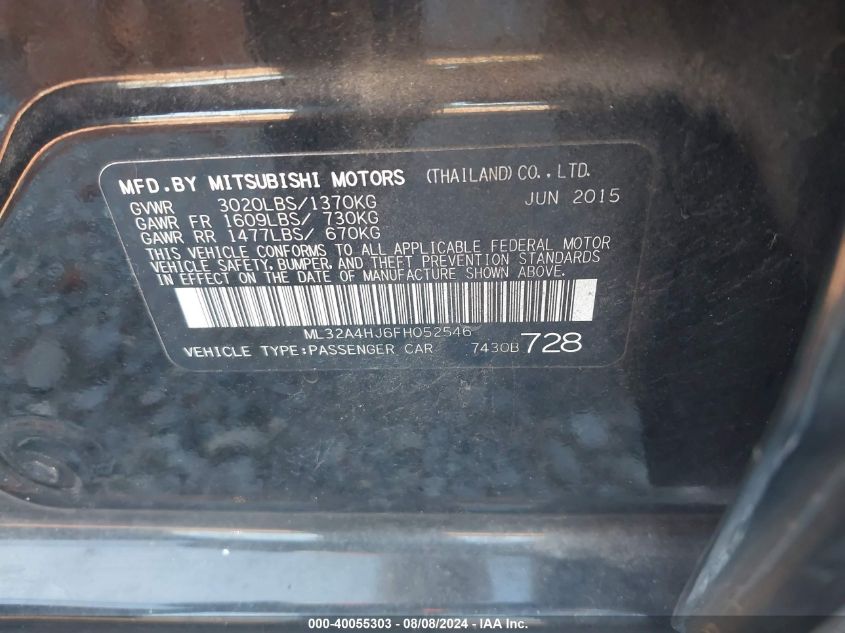 MFD.BY MITSUBISHI MOTORS (THAILAND)CO.,LTD.
GVWR 3020LBS/1370KG JUN 2015
GAWR FR 1609LBS/ 730KG
GAWR RR 1477LBS/ 670KG
THIS VEHICLE CONFORMS TO ALL APPLICABLE FEDERAL MOTOR
VEHICLE SAFETY, BUMPER, AND THEFT PREVENTION STANDARDS
IN EFFECT ON THE DATE OF MANUFACTURE SHOWN ABOVE.
ML32A4HJ6FH052546
VEHICLE TYPE:PASSENGER CAR 7430B 728
000-40055303 - 08/08/2024 - IAA Inc.